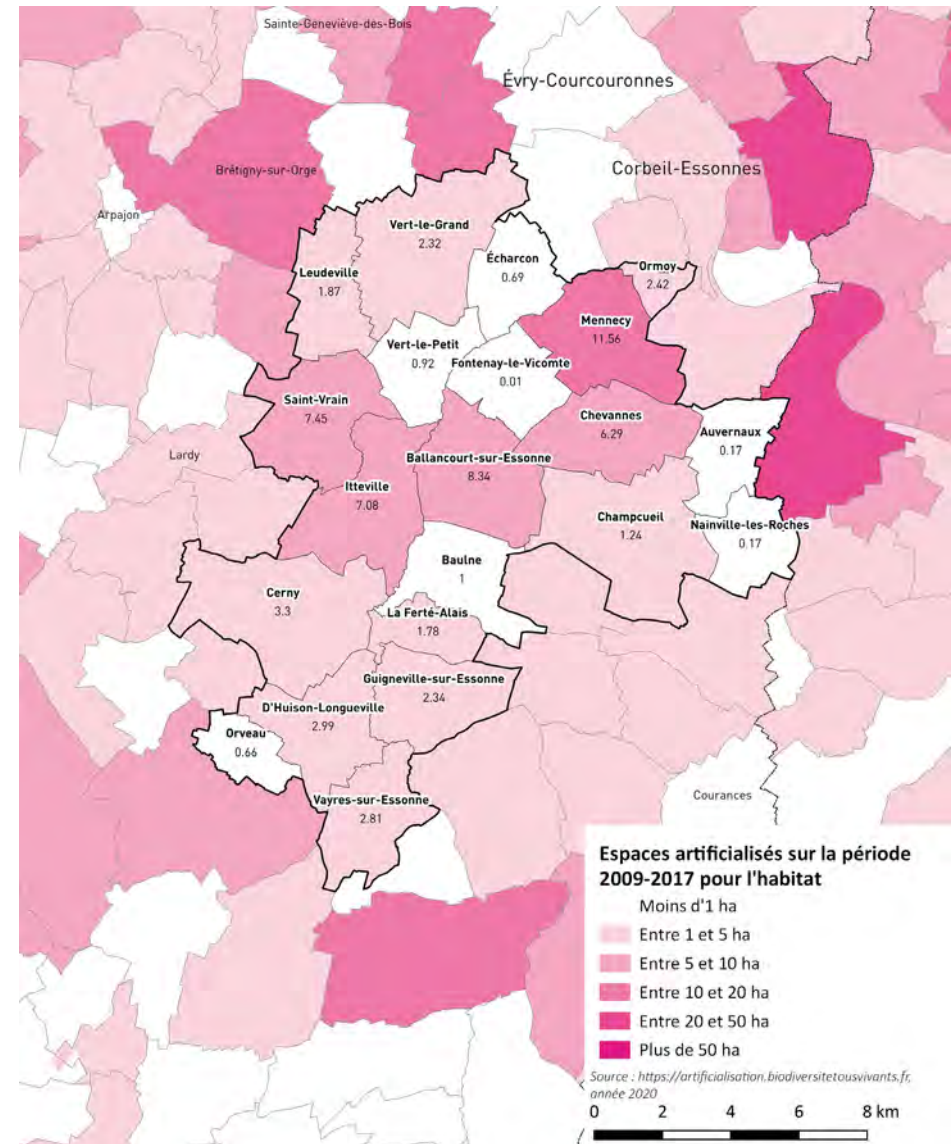 Sainte-Geneviève-des-Bois
Évry-Courcouronnes
Brétigny-sur-Orge
Corbeil-Essonnes
Arpajon
Vert-le-Grand
2.32
Écharcon
0.69
Leudeville
1.87
Ormoy
2.42
Mennecy
11.56
Vert-le-Petit
0.92
Fontenay-le-Vicomte
0.01
Saint-Vrain
7.45
Chevannes
6.29
Auvernaux
0.17
Lardy
Ballancourt-sur-Essonne
8.34
Itteville
7.08
Champcueil
1.24
Nainville-les-Roches
0.17
Baulne
1
Cerny
3.3
La Ferté-Alais
1.78
Guigneville-sur-Essonne
2.34
D'Huison-Longueville
2.99
Orveau
0.66
Vayres-sur-Essonne
2.81
Courances
Espaces artificialisés sur la période
2009-2017 pour l'habitat
Moins d'1 ha
Entre 1 et 5 ha
Entre 5 et 10 ha
Entre 10 et 20 ha
Entre 20 et 50 ha
Plus de 50 ha
Source : https://artificialisation.biodiversitetousvivants.fr,
année 2020
0 2 4 6 8 km